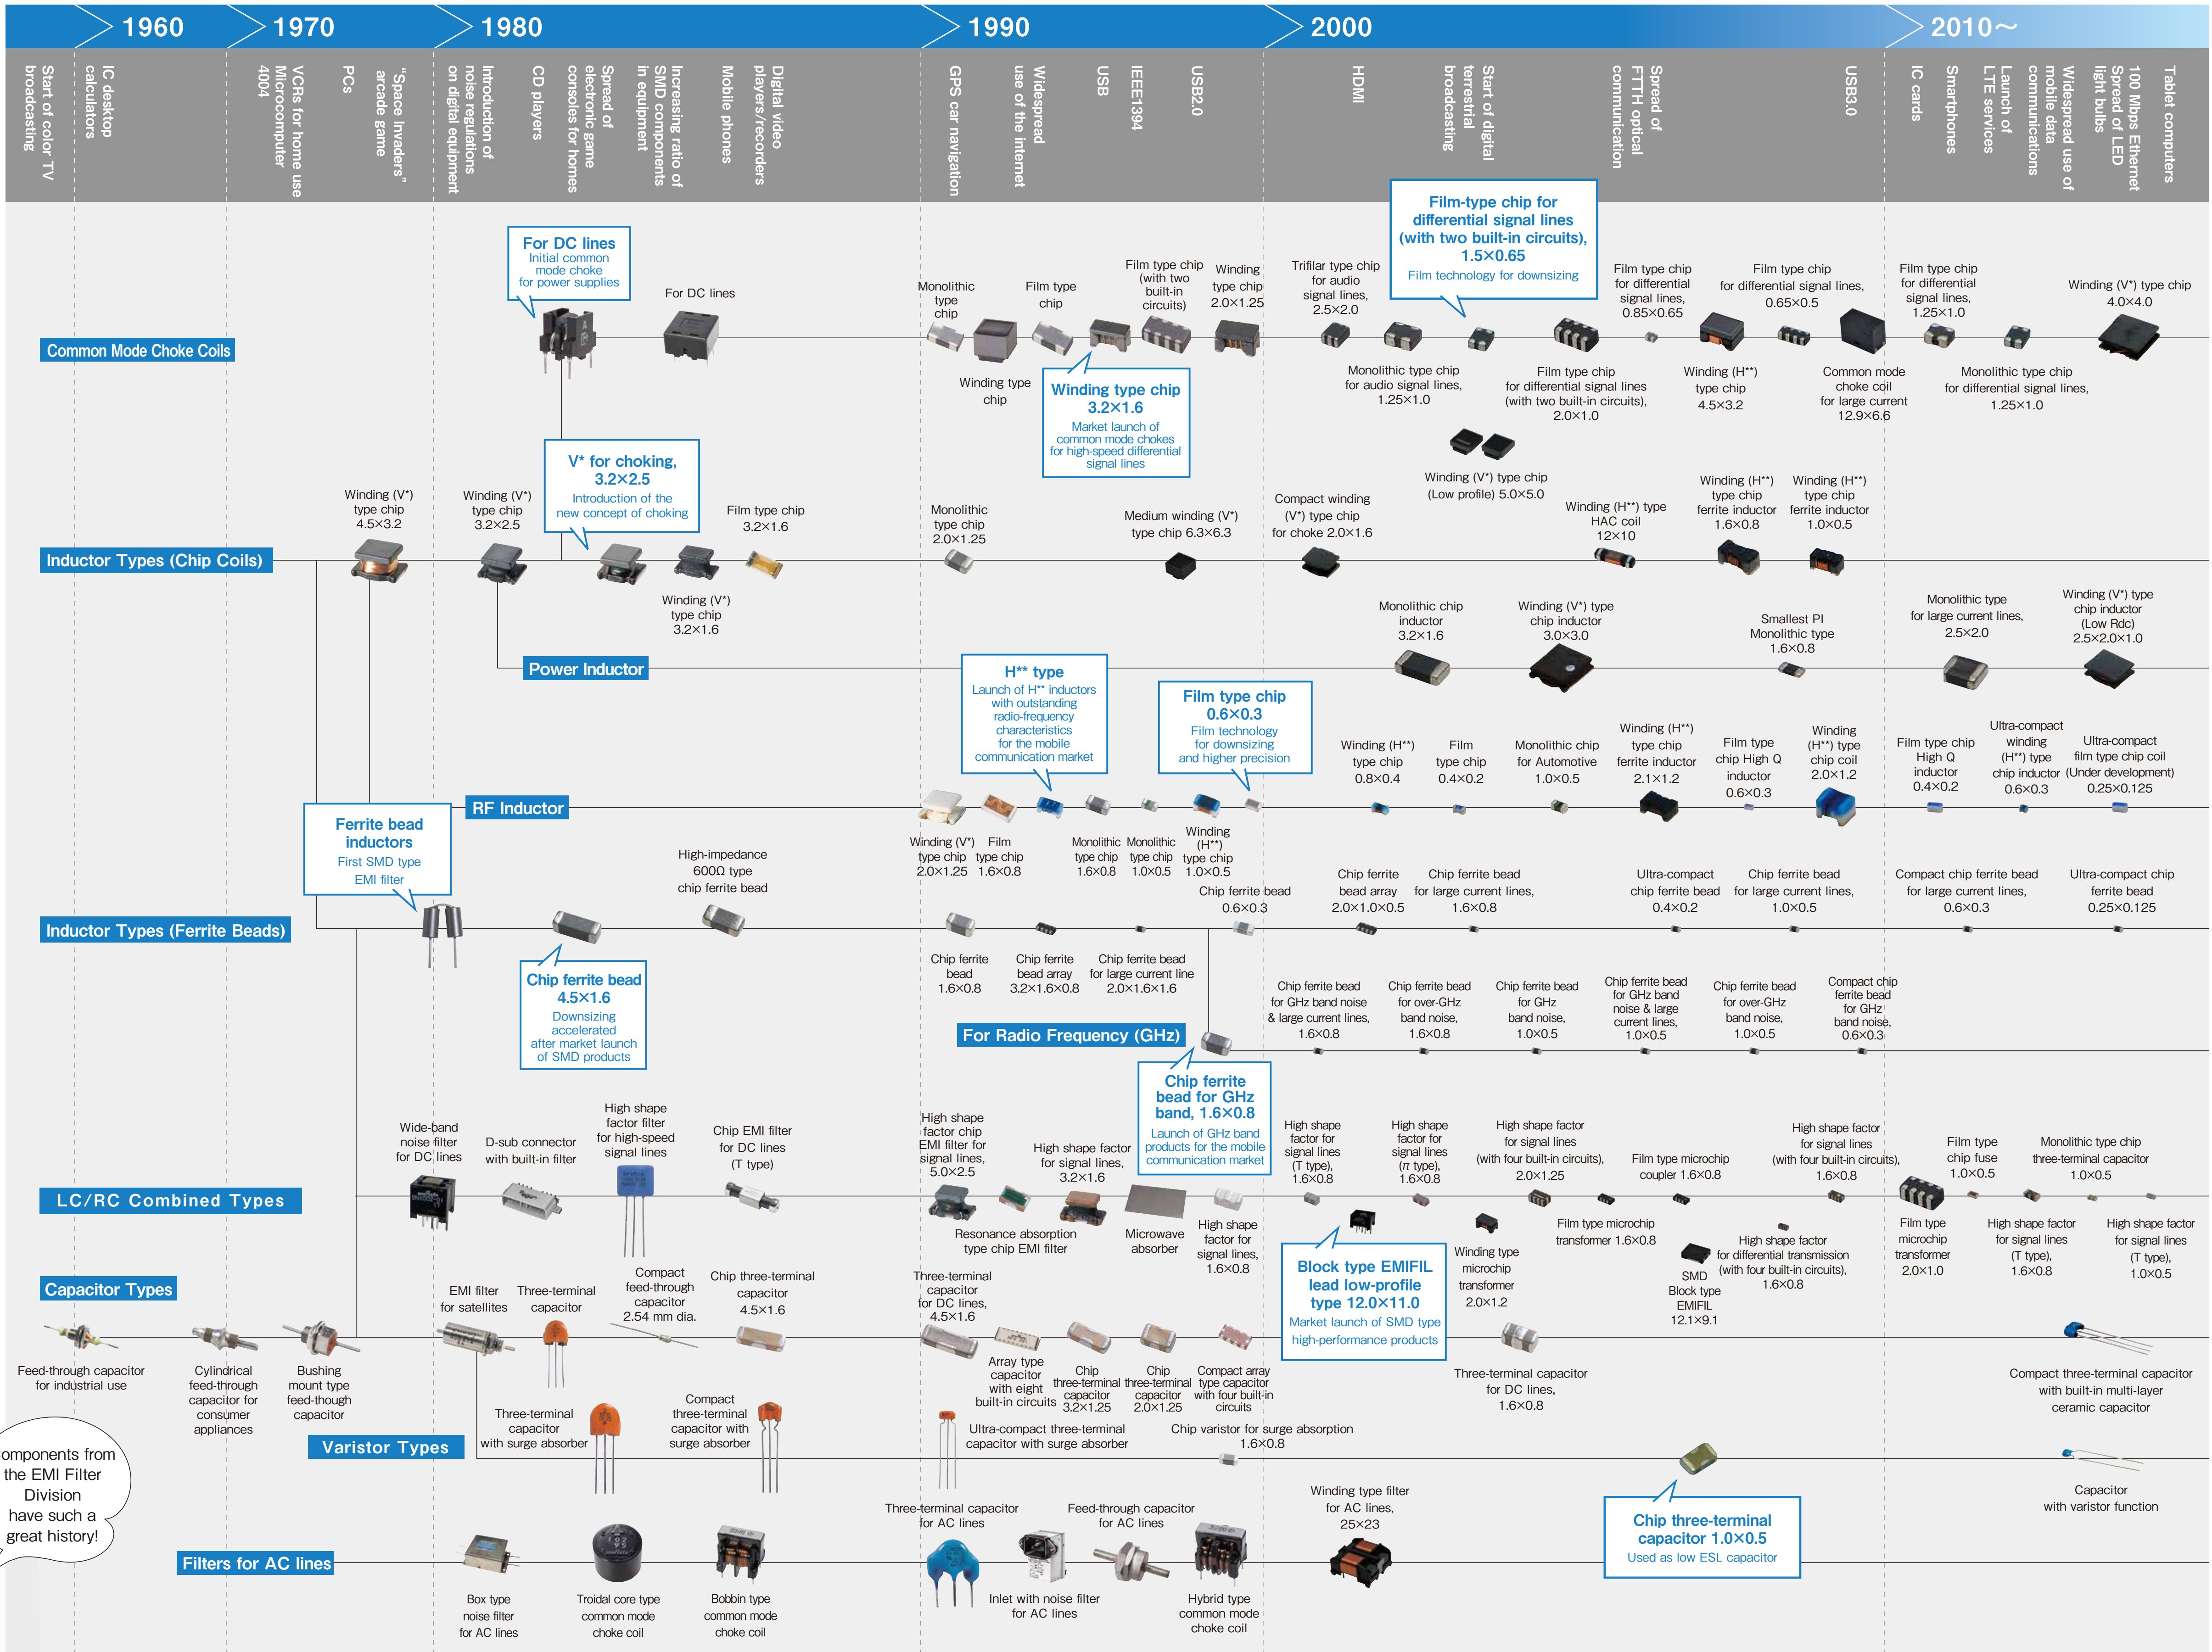 1960
1970
1980
1990
2000
2010～
Start of color TV
broadcasting
IC desktop
calculators
VCRs for home use
Microcomputer
4004
PCs
"Space Invaders"
arcade game
Introduction of
noise regulations
on digital equipment
CD players
Spread of
electronic game
consoles for homes
Increasing ratio of
SMD components
in equipment
Mobile phones
Digital video
players/recorders
GPS car navigation
Widespread
use of the internet
USB
IEEE1394
USB2.0
HDMI
Start of digital
terrestrial
broadcasting
Spread of
FTTH optical
communication
USB3.0
IC cards
Smartphones
Launch of
LTE services
Widespread use of
mobile data
communications
100 Mbps Ethernet
Spread of LED
light bulbs
Tablet computers
Common Mode Choke Coils
For DC lines
Initial common
mode choke
for power supplies
For DC lines
Monolithic
type
chip
Winding type
chip
Film type
chip
Winding type chip
3.2×1.6
Market launch of
common mode chokes
for high-speed differential
signal lines
Film type chip
(with two
built-in
circuits)
Winding
type chip
2.0×1.25
Trifilar type chip
for audio
signal lines,
2.5×2.0
Monolithic type chip
for audio signal lines,
1.25×1.0
Film-type chip for
differential signal lines
(with two built-in circuits),
1.5×0.65
Film technology for downsizing
Film type chip
for differential signal lines
(with two built-in circuits),
2.0×1.0
Film type chip
for differential
signal lines,
0.85×0.65
Winding (H**)
type chip
4.5×3.2
Film type chip
for differential signal lines,
0.65×0.5
Common mode
choke coil
for large current
12.9×6.6
Film type chip
for differential
signal lines,
1.25×1.0
Monolithic type chip
for differential signal lines,
1.25×1.0
Winding (V*) type chip
4.0×4.0
Inductor Types (Chip Coils)
Winding (V*)
type chip
4.5×3.2
Winding (V*)
type chip
3.2×2.5
V* for choking,
3.2×2.5
Introduction of the
new concept of choking
Winding (V*)
type chip
3.2×1.6
Film type chip
3.2×1.6
Monolithic
type chip
2.0×1.25
Medium winding (V*)
type chip 6.3×6.3
Compact winding
(V*) type chip
for choke 2.0×1.6
Winding (V*) type chip
(Low profile) 5.0×5.0
Winding (H**) type
HAC coil
12×10
Winding (H**)
type chip
ferrite inductor
1.6×0.8
Winding (H**)
type chip
ferrite inductor
1.0×0.5
Power Inductor
Monolithic chip
inductor
3.2×1.6
Winding (V*) type
chip inductor
3.0×3.0
Smallest PI
Monolithic type
1.6×0.8
Monolithic type
for large current lines,
2.5×2.0
Winding (V*) type
chip inductor
(Low Rdc)
2.5×2.0×1.0
RF Inductor
Winding (V*)
type chip
2.0×1.25
Film
type chip
1.6×0.8
H** type
Launch of H** inductors
with outstanding
radio-frequency
characteristics
for the mobile
communication market
Monolithic
type chip
1.6×0.8
Monolithic
type chip
1.0×0.5
Winding
(H**)
type chip
1.0×0.5
Film type chip
0.6×0.3
Film technology
for downsizing
and higher precision
Winding (H**)
type chip
0.8×0.4
Film
type chip
0.4×0.2
Monolithic chip
for Automotive
1.0×0.5
Winding (H**)
type chip
ferrite inductor
2.1×1.2
Film type
chip High Q
inductor
0.6×0.3
Winding
(H**) type
chip coil
2.0×1.2
Film type chip
High Q
inductor
0.4×0.2
Ultra-compact
winding
(H**) type
chip inductor
0.6×0.3
Ultra-compact
film type chip coil
(Under development)
0.25×0.125
Inductor Types (Ferrite Beads)
Ferrite bead
inductors
First SMD type
EMI filter
Chip ferrite bead
4.5×1.6
Downsizing
accelerated
after market launch
of SMD products
High-impedance
600Ω type
chip ferrite bead
Chip ferrite
bead
1.6×0.8
Chip ferrite
bead array
3.2×1.6×0.8
Chip ferrite bead
for large current line
2.0×1.6×1.6
Chip ferrite bead
0.6×0.3
Chip ferrite
bead array
2.0×1.0×0.5
Chip ferrite bead
for large current lines,
1.6×0.8
Ultra-compact
chip ferrite bead
0.4×0.2
Chip ferrite bead
for large current lines,
1.0×0.5
Compact chip ferrite bead
for large current lines,
0.6×0.3
Ultra-compact chip
ferrite bead
0.25×0.125
For Radio Frequency (GHz)
Chip ferrite
bead for GHz
band, 1.6×0.8
Launch of GHz band
products for the mobile
communication market
Chip ferrite bead
for GHz band noise
& large current lines,
1.6×0.8
Chip ferrite bead
for over-GHz
band noise,
1.6×0.8
Chip ferrite bead
for GHz
band noise,
1.0×0.5
Chip ferrite bead
for GHz band
noise & large
current lines,
1.0×0.5
Chip ferrite bead
for over-GHz
band noise,
1.0×0.5
Compact chip
ferrite bead
for GHz
band noise,
0.6×0.3
LC/RC Combined Types
Wide-band
noise filter
for DC lines
D-sub connector
with built-in filter
High shape
factor filter
for high-speed
signal lines
Chip EMI filter
for DC lines
(T type)
High shape
factor chip
EMI filter for
signal lines,
5.0×2.5
Resonance absorption
type chip EMI filter
High shape factor
for signal lines,
3.2×1.6
Microwave
absorber
High shape
factor for
signal lines,
1.6×0.8
High shape
factor for
signal lines
(T type),
1.6×0.8
Block type EMIFIL
lead low-profile
type 12.0×11.0
Market launch of SMD type
high-performance products
High shape
factor for
signal lines
(π type),
1.6×0.8
Winding type
microchip
transformer
2.0×1.2
High shape factor
for signal lines
(with four built-in circuits),
2.0×1.25
Film type microchip
transformer 1.6×0.8
Film type microchip
coupler 1.6×0.8
SMD
Block type
EMIFIL
12.1×9.1
High shape factor
for differential transmission
(with four built-in circuits),
1.6×0.8
High shape factor
for signal lines
(with four built-in circuits),
1.6×0.8
Film type
microchip
transformer
2.0×1.0
Film type
chip fuse
1.0×0.5
High shape factor
for signal lines
(T type),
1.6×0.8
Monolithic type chip
three-terminal capacitor
1.0×0.5
High shape factor
for signal lines
(T type),
1.0×0.5
Capacitor Types
Feed-through capacitor
for industrial use
Cylindrical
feed-through
capacitor for
consumer
appliances
Bushing
mount type
feed-though
capacitor
EMI filter
for satellites
Three-terminal
capacitor
Compact
feed-through
capacitor
2.54 mm dia.
Chip three-terminal
capacitor
4.5×1.6
Three-terminal
capacitor
for DC lines,
4.5×1.6
Array type
capacitor
with eight
built-in circuits
Chip
three-terminal
capacitor
3.2×1.25
Chip
three-terminal
capacitor
2.0×1.25
Compact array
type capacitor
with four built-in
circuits
Three-terminal capacitor
for DC lines,
1.6×0.8
Compact three-terminal capacitor
with built-in multi-layer
ceramic capacitor
Varistor Types
Three-terminal
capacitor
with surge absorber
Compact
three-terminal
capacitor with
surge absorber
Ultra-compact three-terminal
capacitor with surge absorber
Chip varistor for surge absorption
1.6×0.8
Chip three-terminal
capacitor 1.0×0.5
Used as low ESL capacitor
Capacitor
with varistor function
omponents from
the EMI Filter
Division
have such a
great history!
Filters for AC lines
Box type
noise filter
for AC lines
Troidal core type
common mode
choke coil
Bobbin type
common mode
choke coil
Three-terminal capacitor
for AC lines
Inlet with noise filter
for AC lines
Feed-through capacitor
for AC lines
Hybrid type
common mode
choke coil
Winding type filter
for AC lines,
25×23